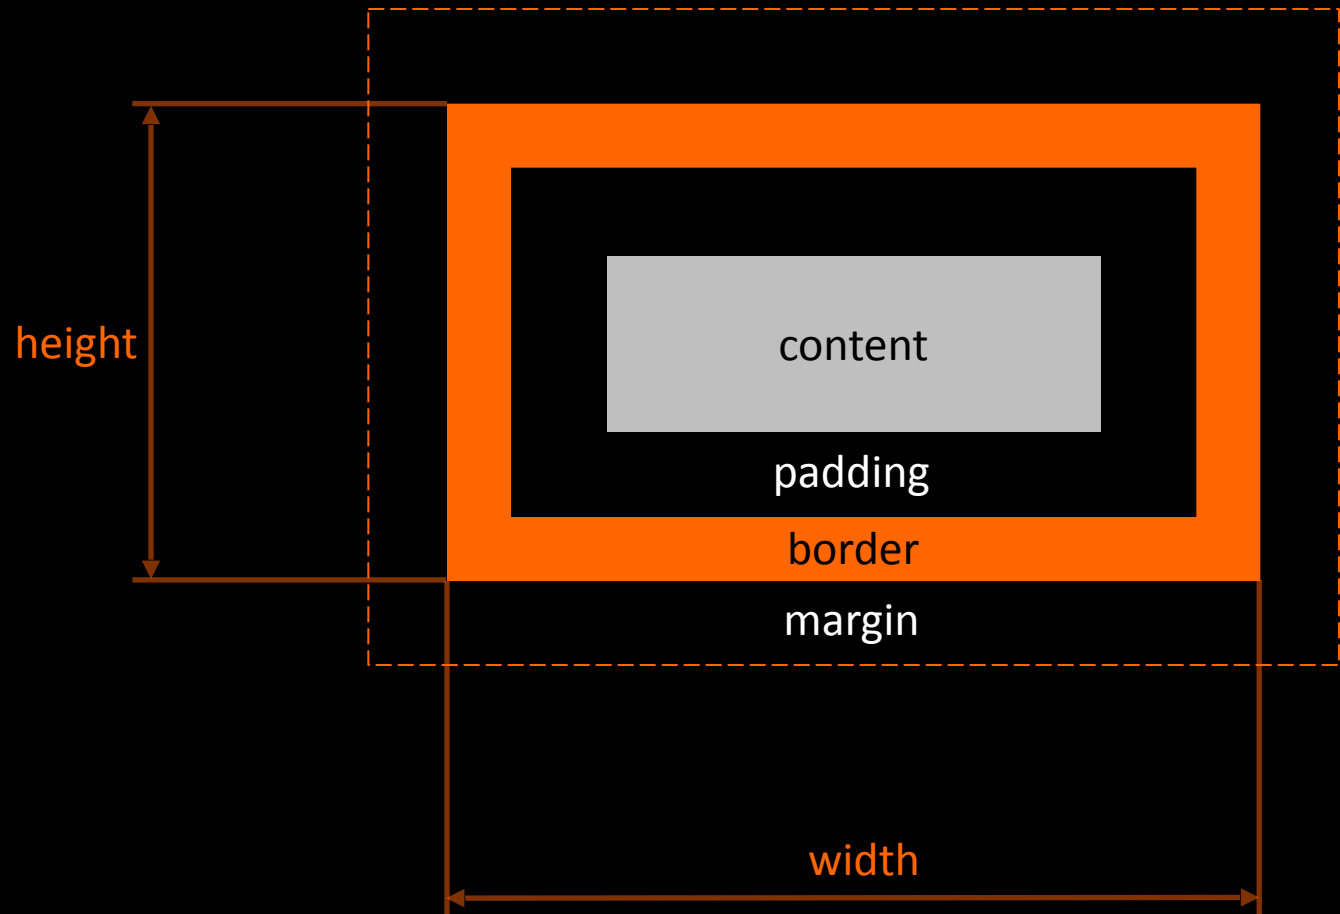 height
content
padding
border
margin
width